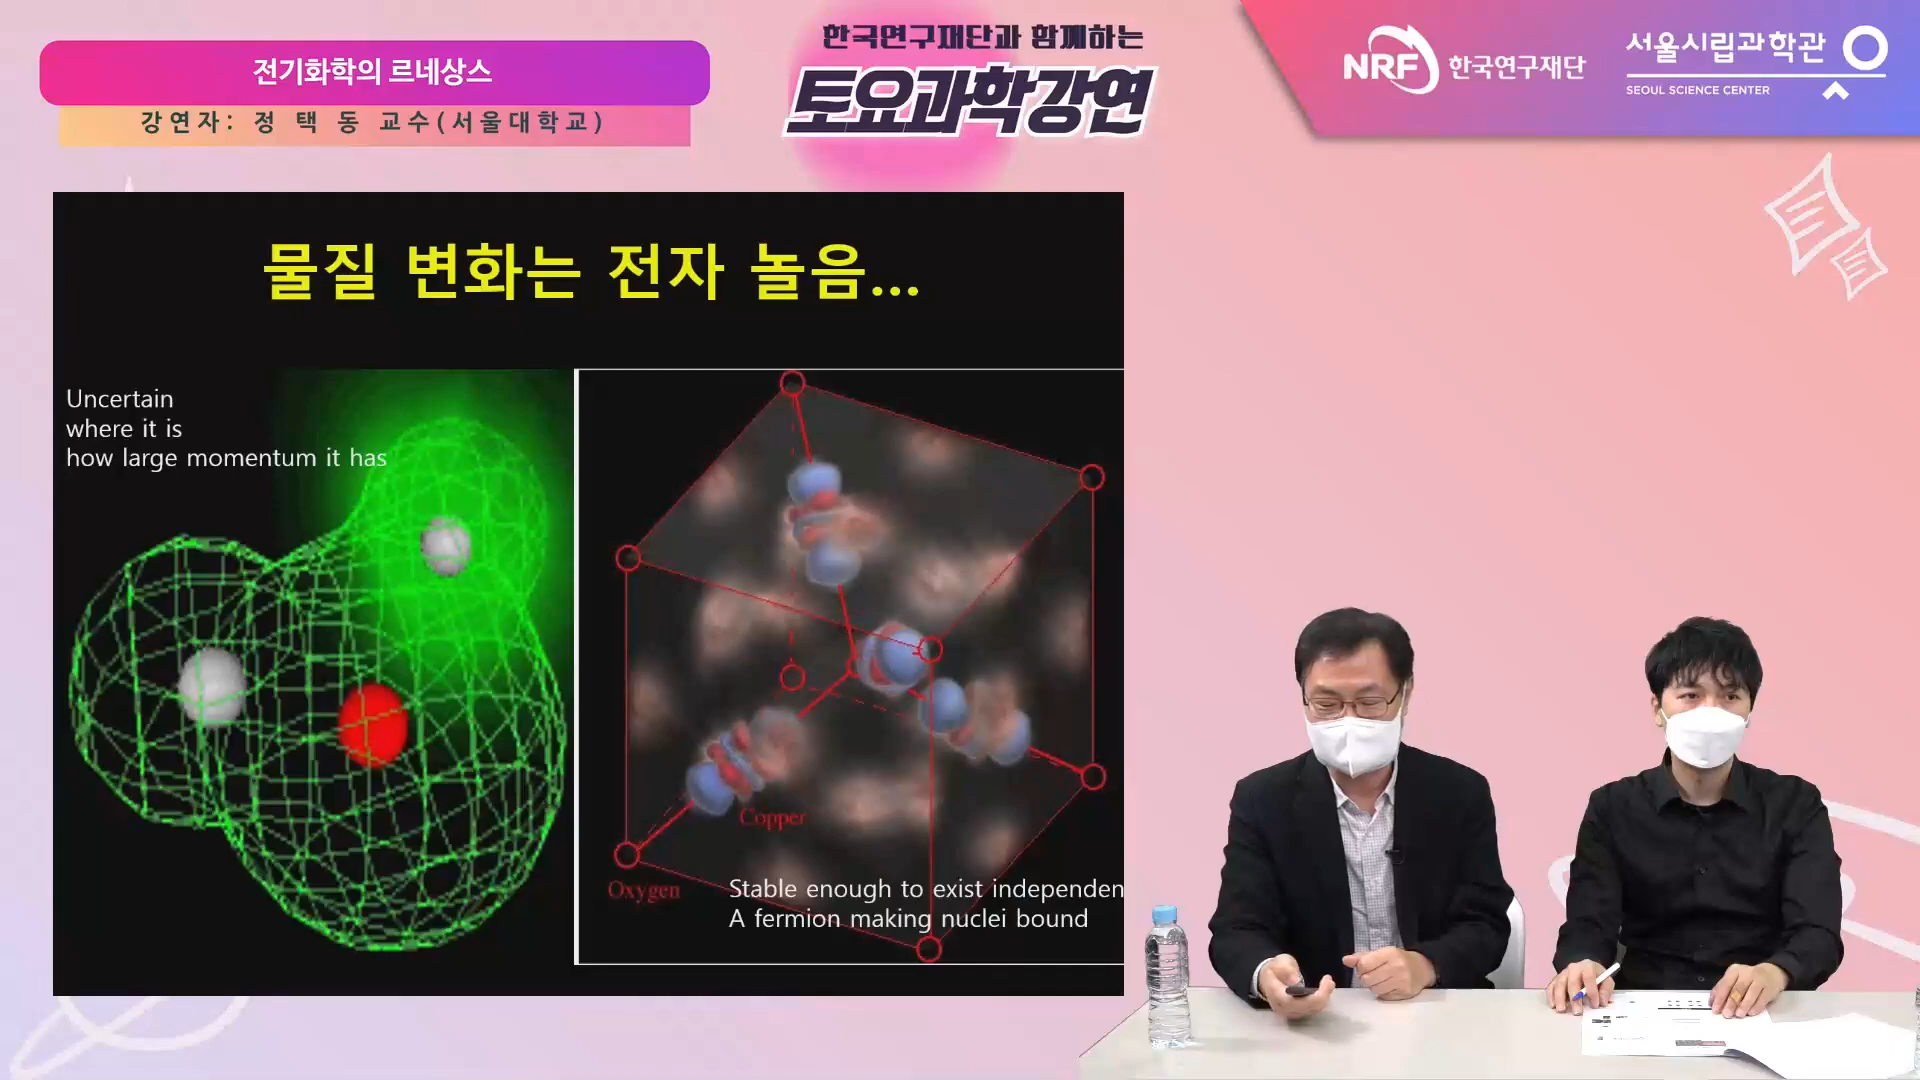 전기화학의 르네상스
강연자: 정 택 동 교수(서울대학교)
한국연구재단과 함께하는
토요과학강연
NRF 한국연구재단
서울시립과학관
SEOUL SCIENCE CENTER
물질 변화는 전자 놀음...
Uncertain
where it is
how large momentum it has
Copper
Oxygen
Stable enough to exist independen
A fermion making nuclei bound